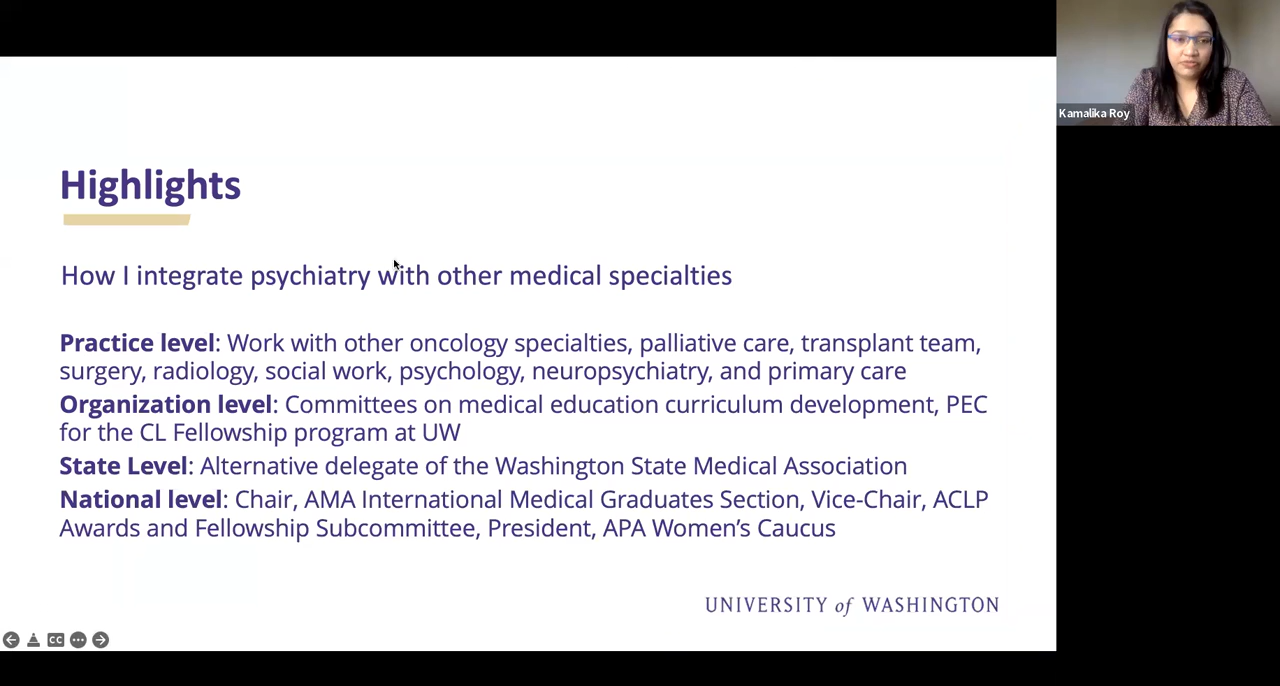 Kamalika Roy
Highlights
How I integrate psychiatry with other medical specialties
Practice level: Work with other oncology specialties, palliative care, transplant team,
surgery, radiology, social work, psychology, neuropsychiatry, and primary care
Organization level: Committees on medical education curriculum development, PEC
for the CL Fellowship program at UW
State Level: Alternative delegate of the Washington State Medical Association
National level: Chair, AMA International Medical Graduates Section, Vice-Chair, ACLP
Awards and Fellowship Subcommittee, President, APA Women’s Caucus
UNIVERSITY of WASHINGTON
CC